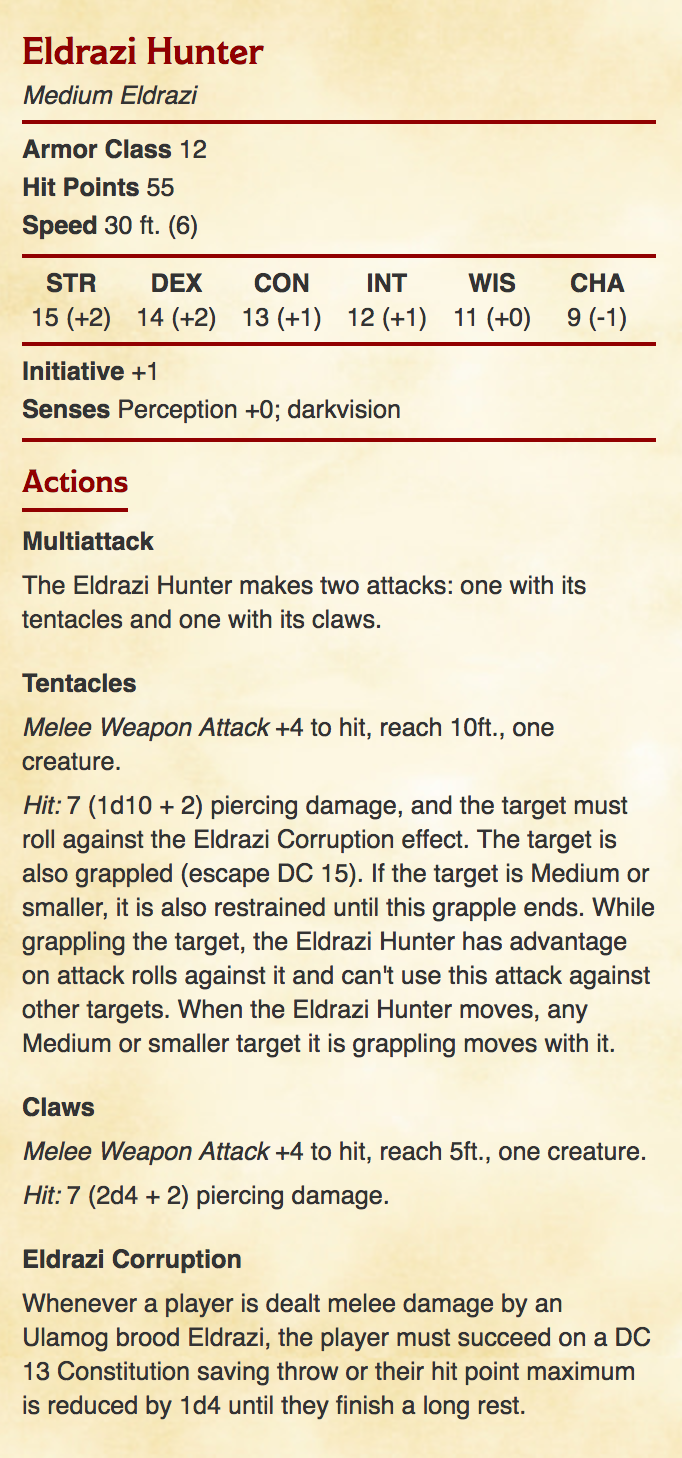 Eldrazi Hunter
Medium Eldrazi
Armor Class 12
Hit Points 55
Speed 30 ft. (6)
STR DEX CON INT WIS CHA
15 (+2) 14 (+2) 13 (+1) 12 (+1) 11 (+0) 9 (-1)
Initiative +1
Senses Perception +0; darkvision
Actions
Multiattack
The Eldrazi Hunter makes two attacks: one with its
tentacles and one with its claws.
Tentacles
Melee Weapon Attack +4 to hit, reach 10ft., one
creature.
Hit: 7 (1d10 + 2) piercing damage, and the target must
roll against the Eldrazi Corruption effect. The target is
also grappled (escape DC 15). If the target is Medium or
smaller, it is also restrained until this grapple ends. While
grappling the target, the Eldrazi Hunter has advantage
on attack rolls against it and can't use this attack against
other targets. When the Eldrazi Hunter moves, any
Medium or smaller target it is grappling moves with it.
Claws
Melee Weapon Attack +4 to hit, reach 5ft., one creature.
Hit: 7 (2d4 + 2) piercing damage.
Eldrazi Corruption
Whenever a player is dealt melee damage by an
Ulamog brood Eldrazi, the player must succeed on a DC
13 Constitution saving throw or their hit point maximum
is reduced by 1d4 until they finish a long rest.